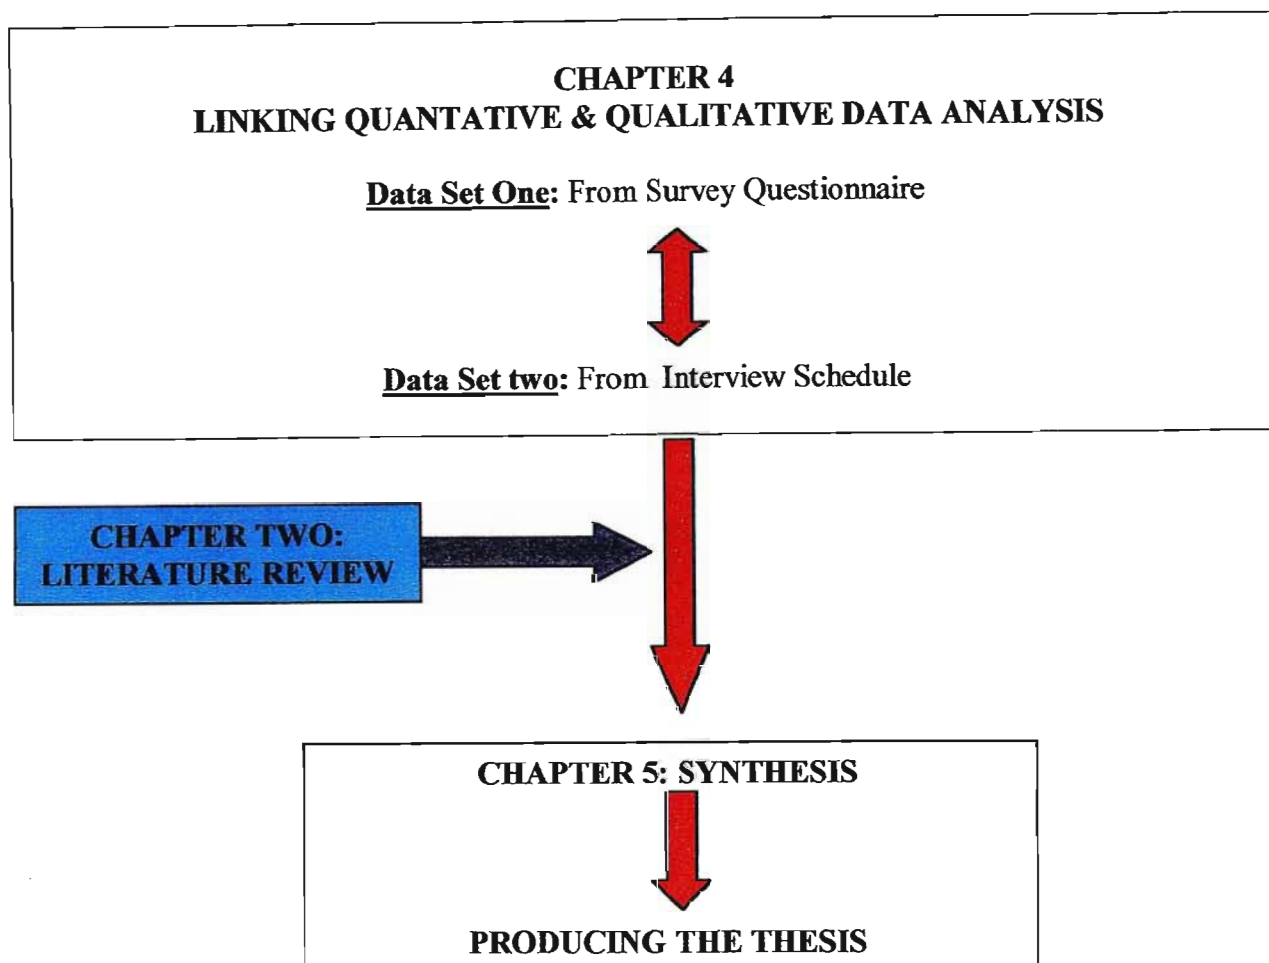 CHAPTER 4
LINKING QUANTATIVE & QUALITATIVE DATA ANALYSIS
Data Set One: From Survey Questionnaire
Data Set two: From Interview Schedule
CHAPTER TWO:
LITERATURE REVIEW
CHAPTER 5: SYNTHESIS
PRODUCING THE THESIS